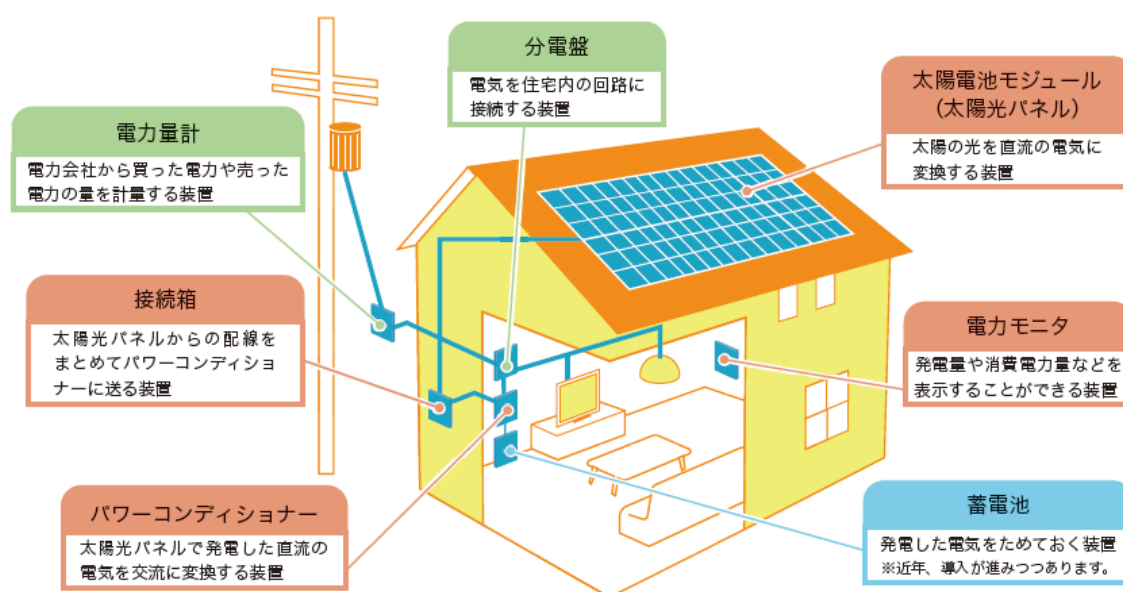 分電盤
電気を住宅内の回路に
接続する装置
太陽電池モジュール
(太陽光パネル)
太陽の光を直流の電気に
変換する装置
電力量計
電力会社から買った電力や売った
電力の量を計量する装置
接続箱
太陽光パネルからの配線を
まとめてパワーコンディショ
ナーに送る装置
電力モニタ
発電量や消費電力量などを
表示することができる装置
パワーコンディショナー
太陽光パネルで発電した直流の
電気を交流に変換する装置
蓄電池
発電した電気をためておく装置
※近年、導入が進みつつあります。